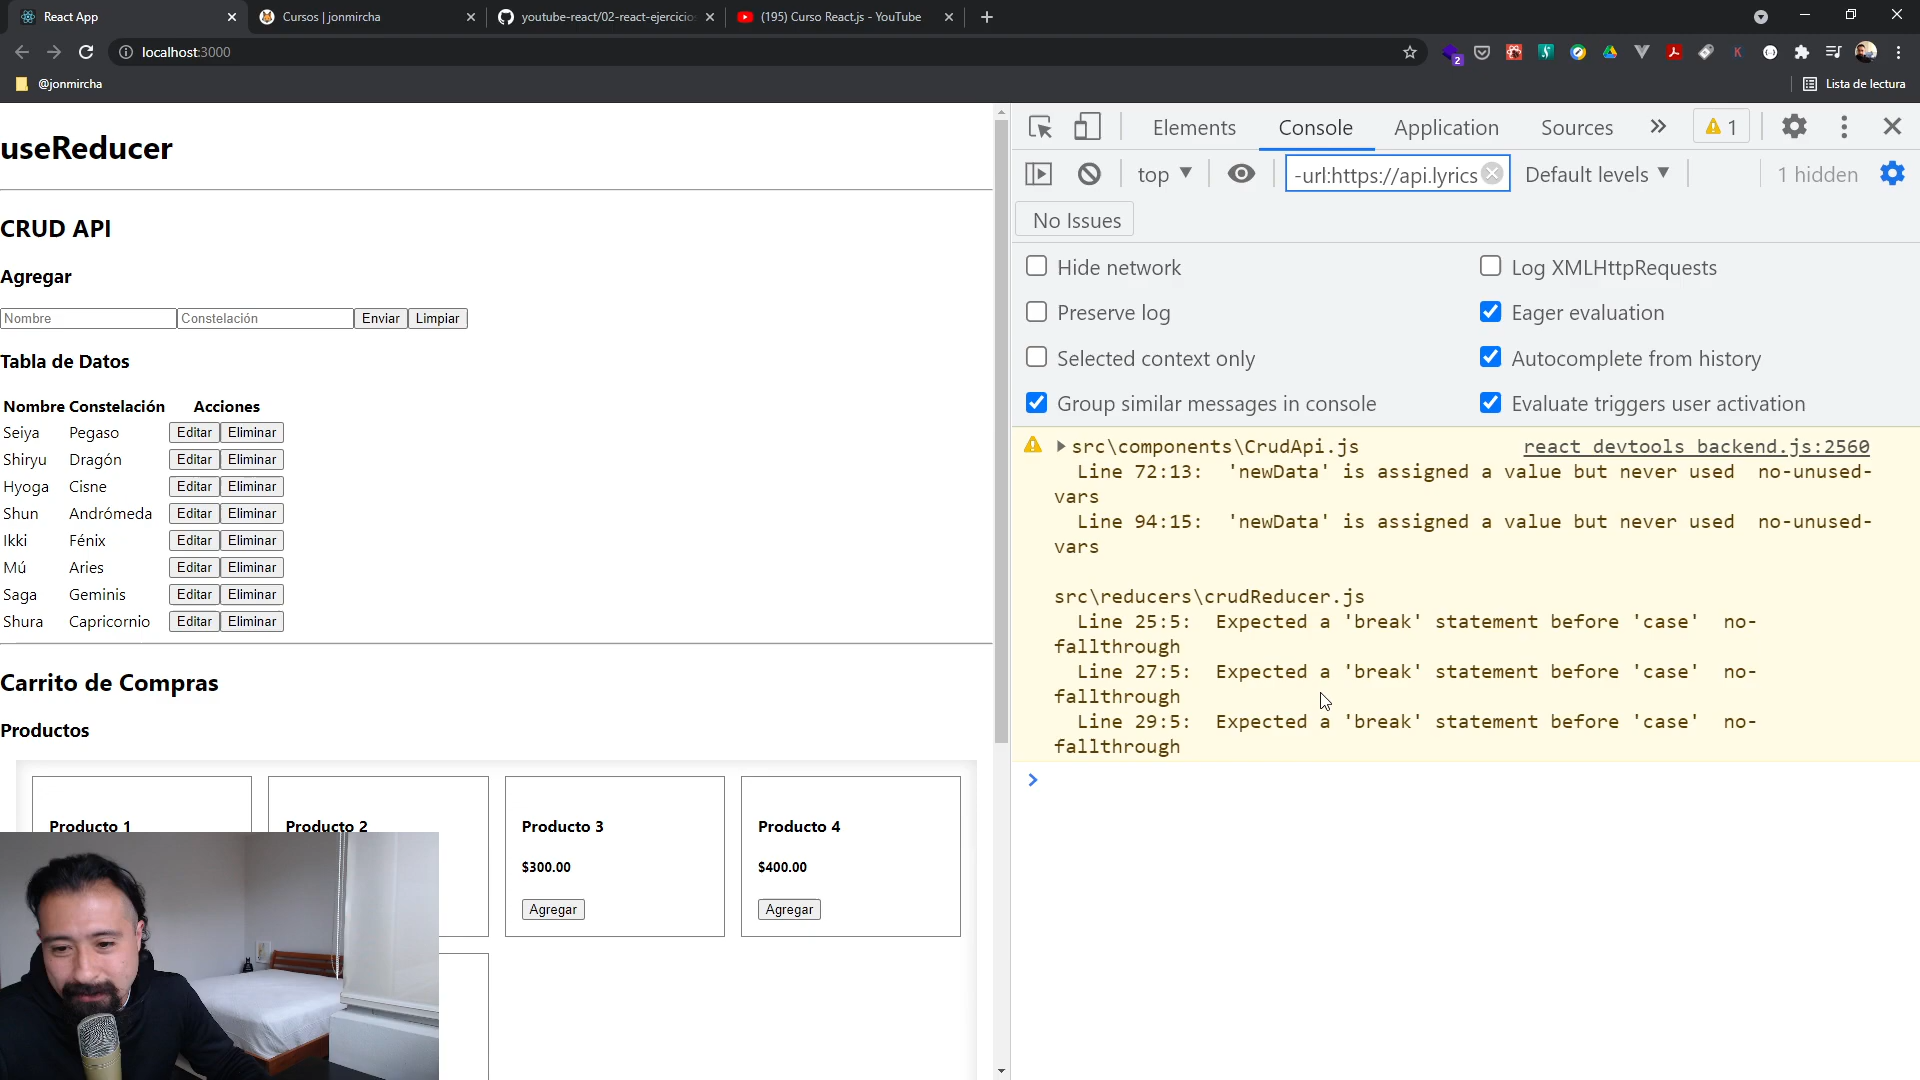 React App
Cursos | jonmircha
youtube-react/02-react-ejercicios
(195) Curso React.js - YouTube
localhost:3000
2
K
@jonmircha
Lista de lectura
useReducer
CRUD API
Agregar
Nombre
Constelación
Enviar
Limpiar
Tabla de Datos
Nombre Constelación Acciones
Seiya Pegaso Editar Eliminar
Shiryu Dragón Editar Eliminar
Hyoga Cisne Editar Eliminar
Shun Andrómeda Editar Eliminar
Ikki Fénix Editar Eliminar
Mú Aries Editar Eliminar
Saga Geminis Editar Eliminar
Shura Capricornio Editar Eliminar
Carrito de Compras
Productos
Producto 1
Producto 2
Producto 3
$300.00
Agregar
Producto 4
$400.00
Agregar
Elements
Console
Application
Sources
1
top
-url:https://api.lyrics
Default levels
1 hidden
No Issues
Hide network
Log XMLHttpRequests
Preserve log
Eager evaluation
Selected context only
Autocomplete from history
Group similar messages in console
Evaluate triggers user activation
src\components\CrudApi.js react_devtools_backend.js:2560
Line 72:13: 'newData' is assigned a value but never used no-unused-
vars
Line 94:15: 'newData' is assigned a value but never used no-unused-
vars
src\reducers\crudReducer.js
Line 25:5: Expected a 'break' statement before 'case' no-
fallthrough
Line 27:5: Expected a 'break' statement before 'case' no-
fallthrough
Line 29:5: Expected a 'break' statement before 'case' no-
fallthrough